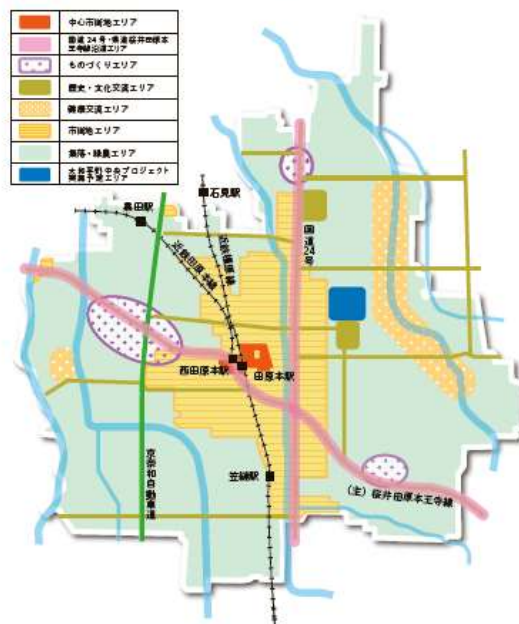 中心市街地エリア
国道24号・県道桜井田原本
王寺線沿道エリア
ものづくりエリア
歴史・文化交流エリア
健康交流エリア
市街地エリア
集落・緑農エリア
大和平野中央プロジェクト
実施予定エリア
石見駅
黒田駅
近鉄田原本線
近鉄橿原線
国道24号
西田原本駅
田原本駅
笠縫駅
京奈和自動車道
（主）桜井田原本王寺線